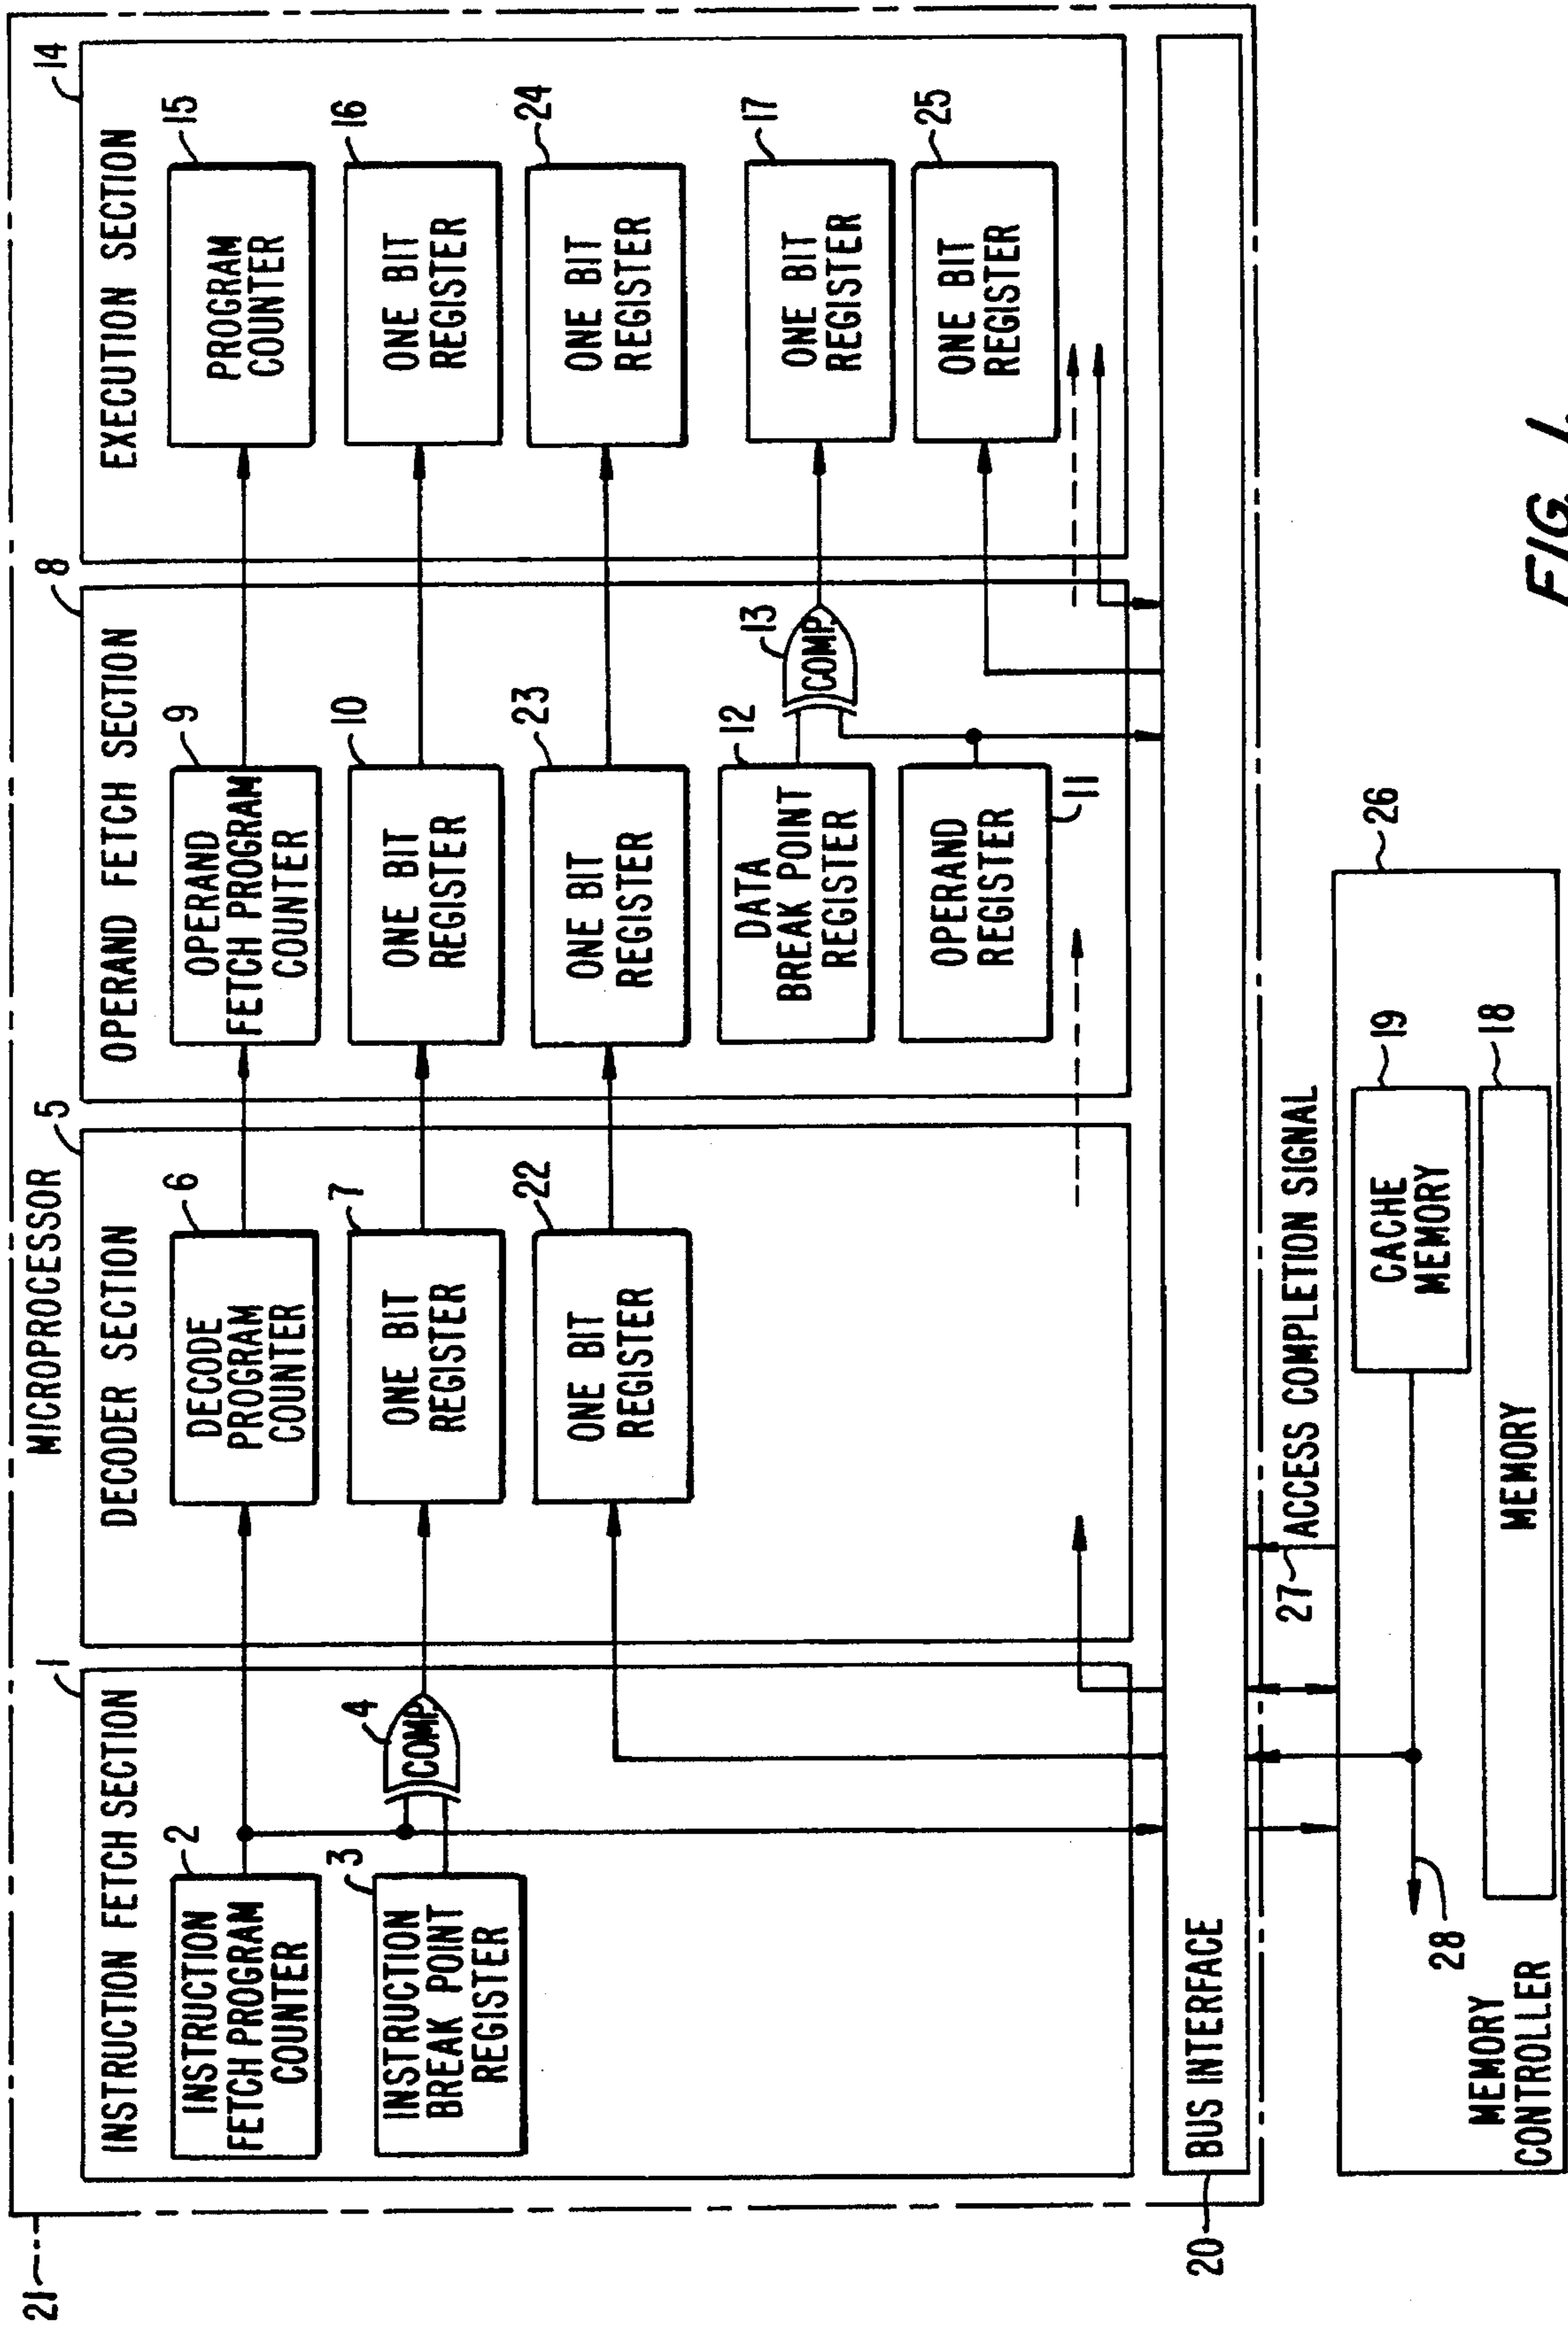 21
MICROPROCESSOR
1
INSTRUCTION FETCH SECTION
2
INSTRUCTION
FETCH PROGRAM
COUNTER
3
INSTRUCTION
BREAK POINT
REGISTER
4
COMP.
5
DECODER SECTION
6
DECODE
PROGRAM
COUNTER
7
ONE BIT
REGISTER
22
ONE BIT
REGISTER
8
OPERAND FETCH SECTION
9
OPERAND
FETCH PROGRAM
COUNTER
10
ONE BIT
REGISTER
23
ONE BIT
REGISTER
12
DATA
BREAK POINT
REGISTER
13
COMP.
OPERAND
REGISTER
11
14
EXECUTION SECTION
15
PROGRAM
COUNTER
16
ONE BIT
REGISTER
24
ONE BIT
REGISTER
17
ONE BIT
REGISTER
25
ONE BIT
REGISTER
20
BUS INTERFACE
27
ACCESS COMPLETION SIGNAL
26
28
CACHE
MEMORY
19
MEMORY
18
MEMORY
CONTROLLER
FIG. 1.